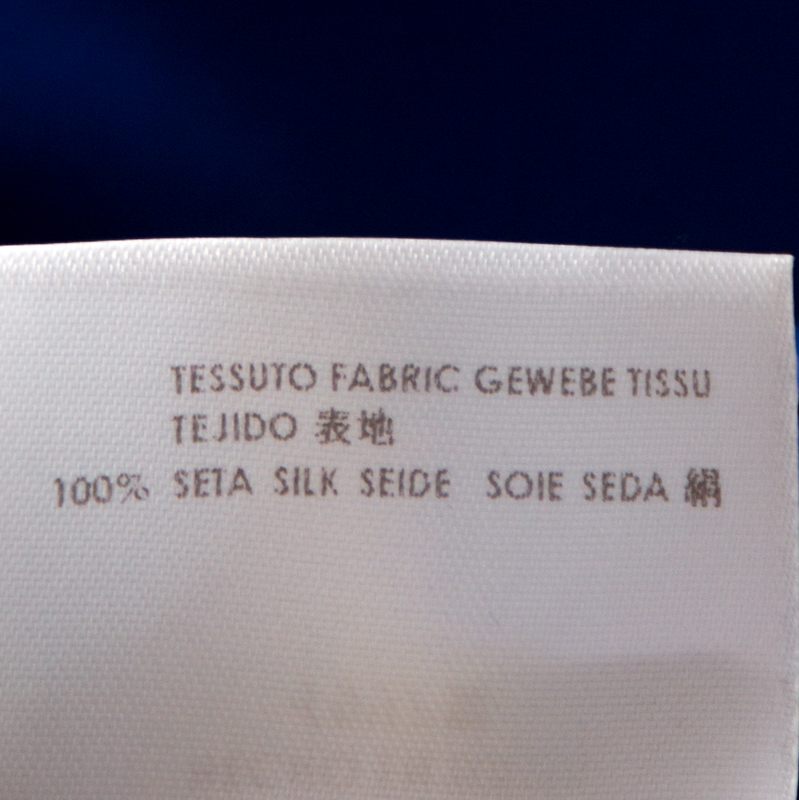 TESSUTO FABRIC GEWEBE TISSU
TEJIDO 表地
100% SETA SILK SEIDE SOIE SEDA 絹